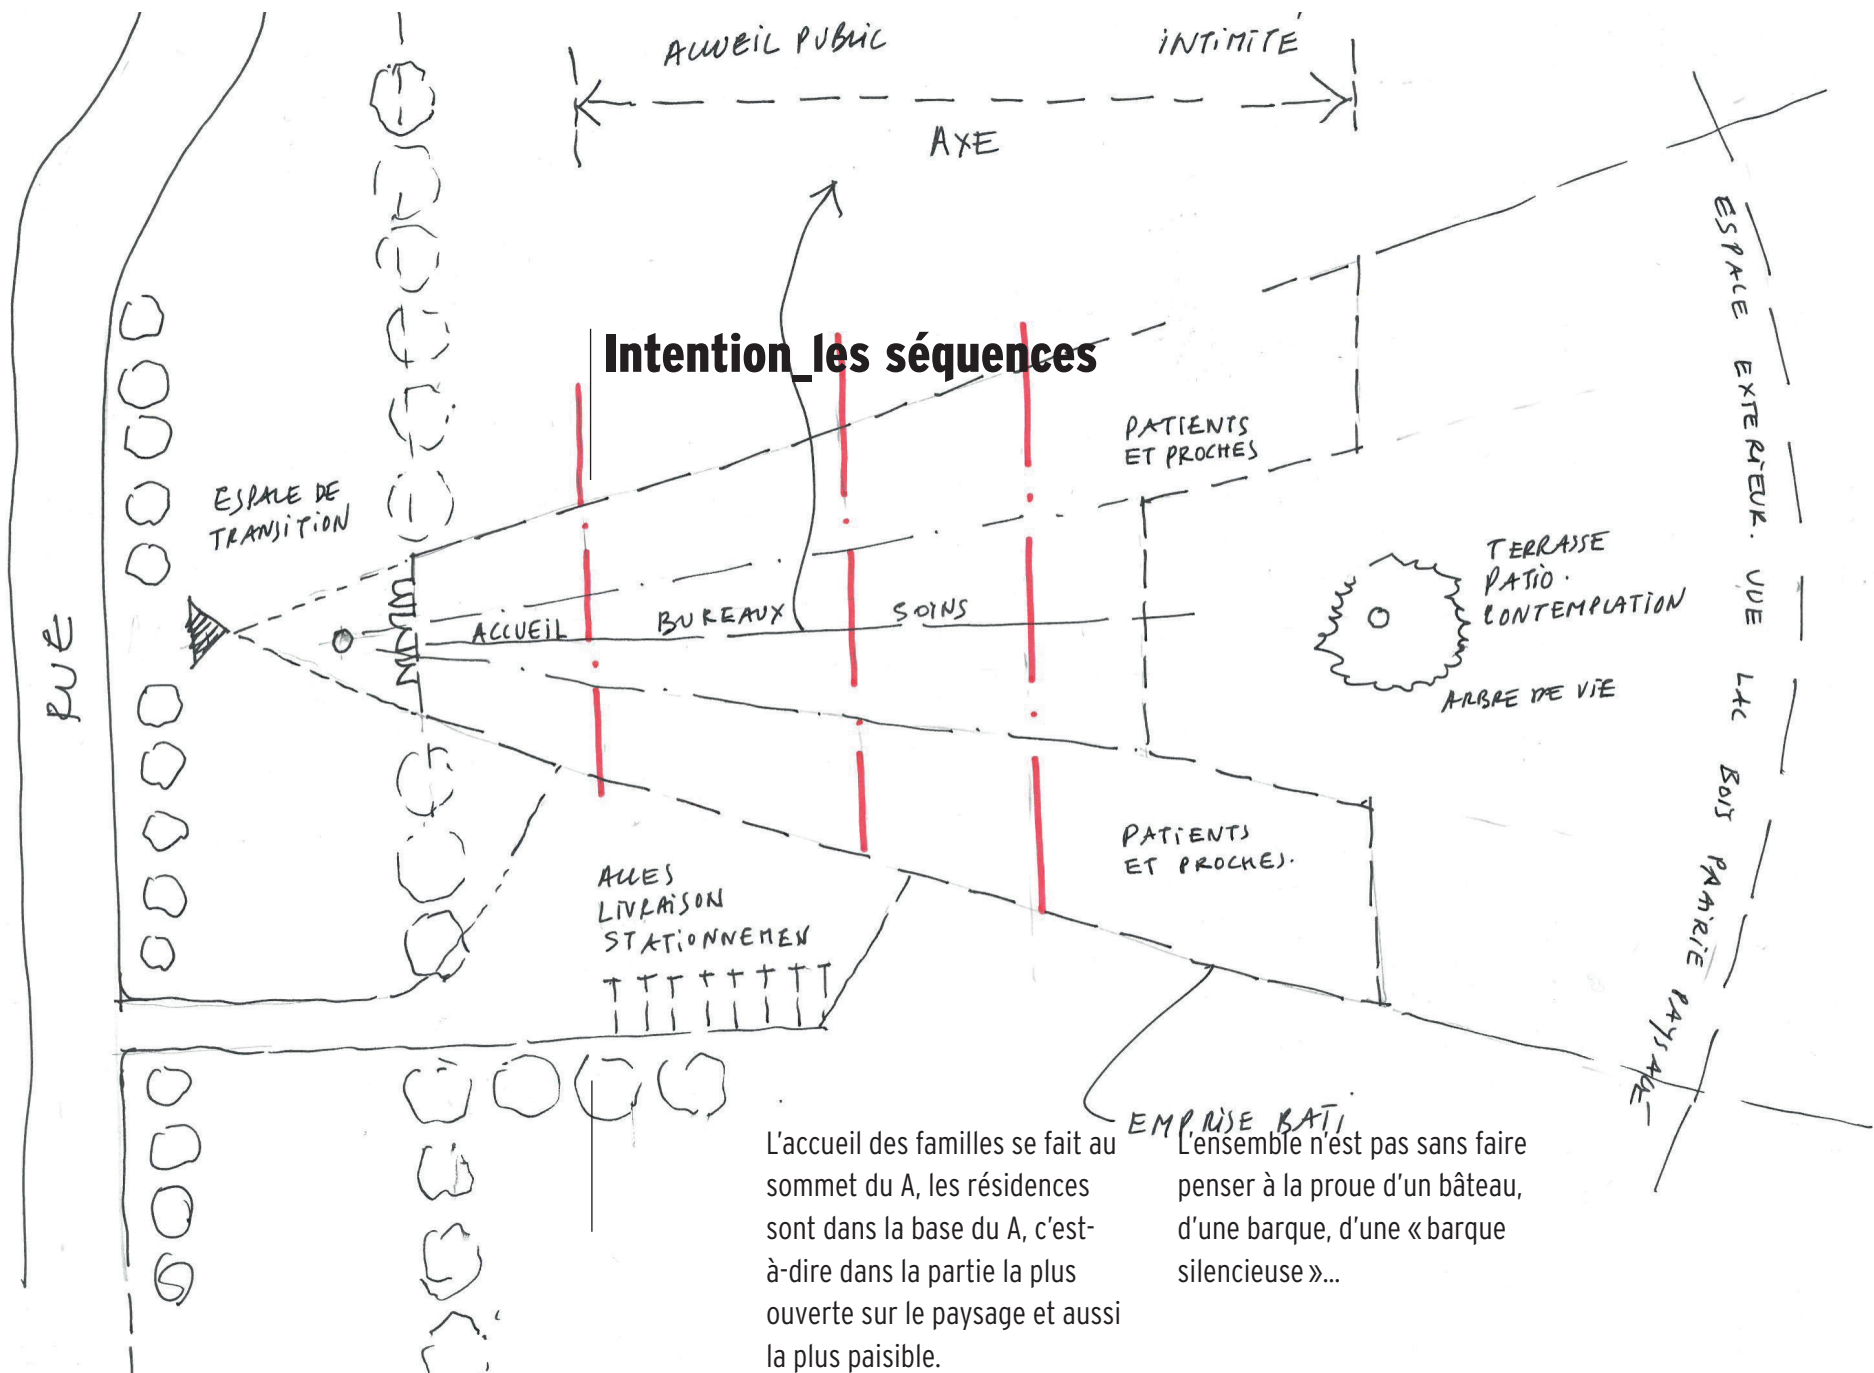 ACCUEIL PUBLIC
INTIMITÉ
AXE
Intention_les séquences
PATIENTS
ET PROCHES
ESPACE DE
TRANSITION
ESPACE EXTERIEUR. VUE LAC BOIS PRAIRIE PAYSAGE
TERRASSE
PATIO.
CONTEMPLATION
ARBRE DE VIE
RUE
ACCUEIL
BUREAUX
SOINS
PATIENTS
ET PROCHES.
ACCES
LIVRAISON
STATIONNEMEN
EMPRISE BATI
L'accueil des familles se fait au
sommet du A, les résidences
sont dans la base du A, c'est-
à-dire dans la partie la plus
ouverte sur le paysage et aussi
la plus paisible.
L'ensemble n'est pas sans faire
penser à la proue d'un bâteau,
d'une barque, d'une « barque
silencieuse »...